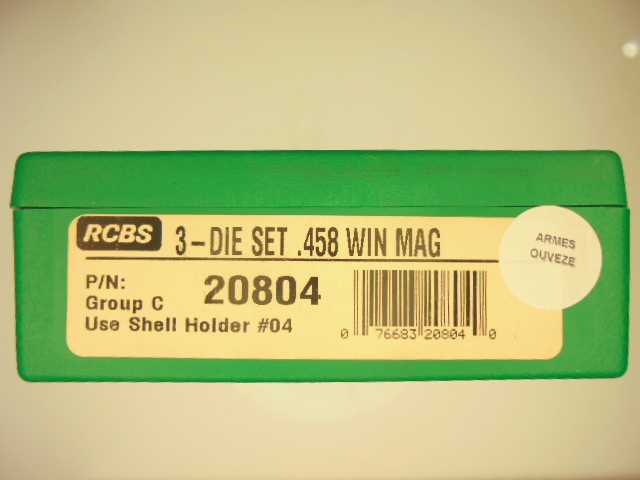 RCBS
3-DIE SET .458 WIN MAG
P/N: 20804
Group C
Use Shell Holder #04
0 76683 20804 0
ARMES
OUVEZE